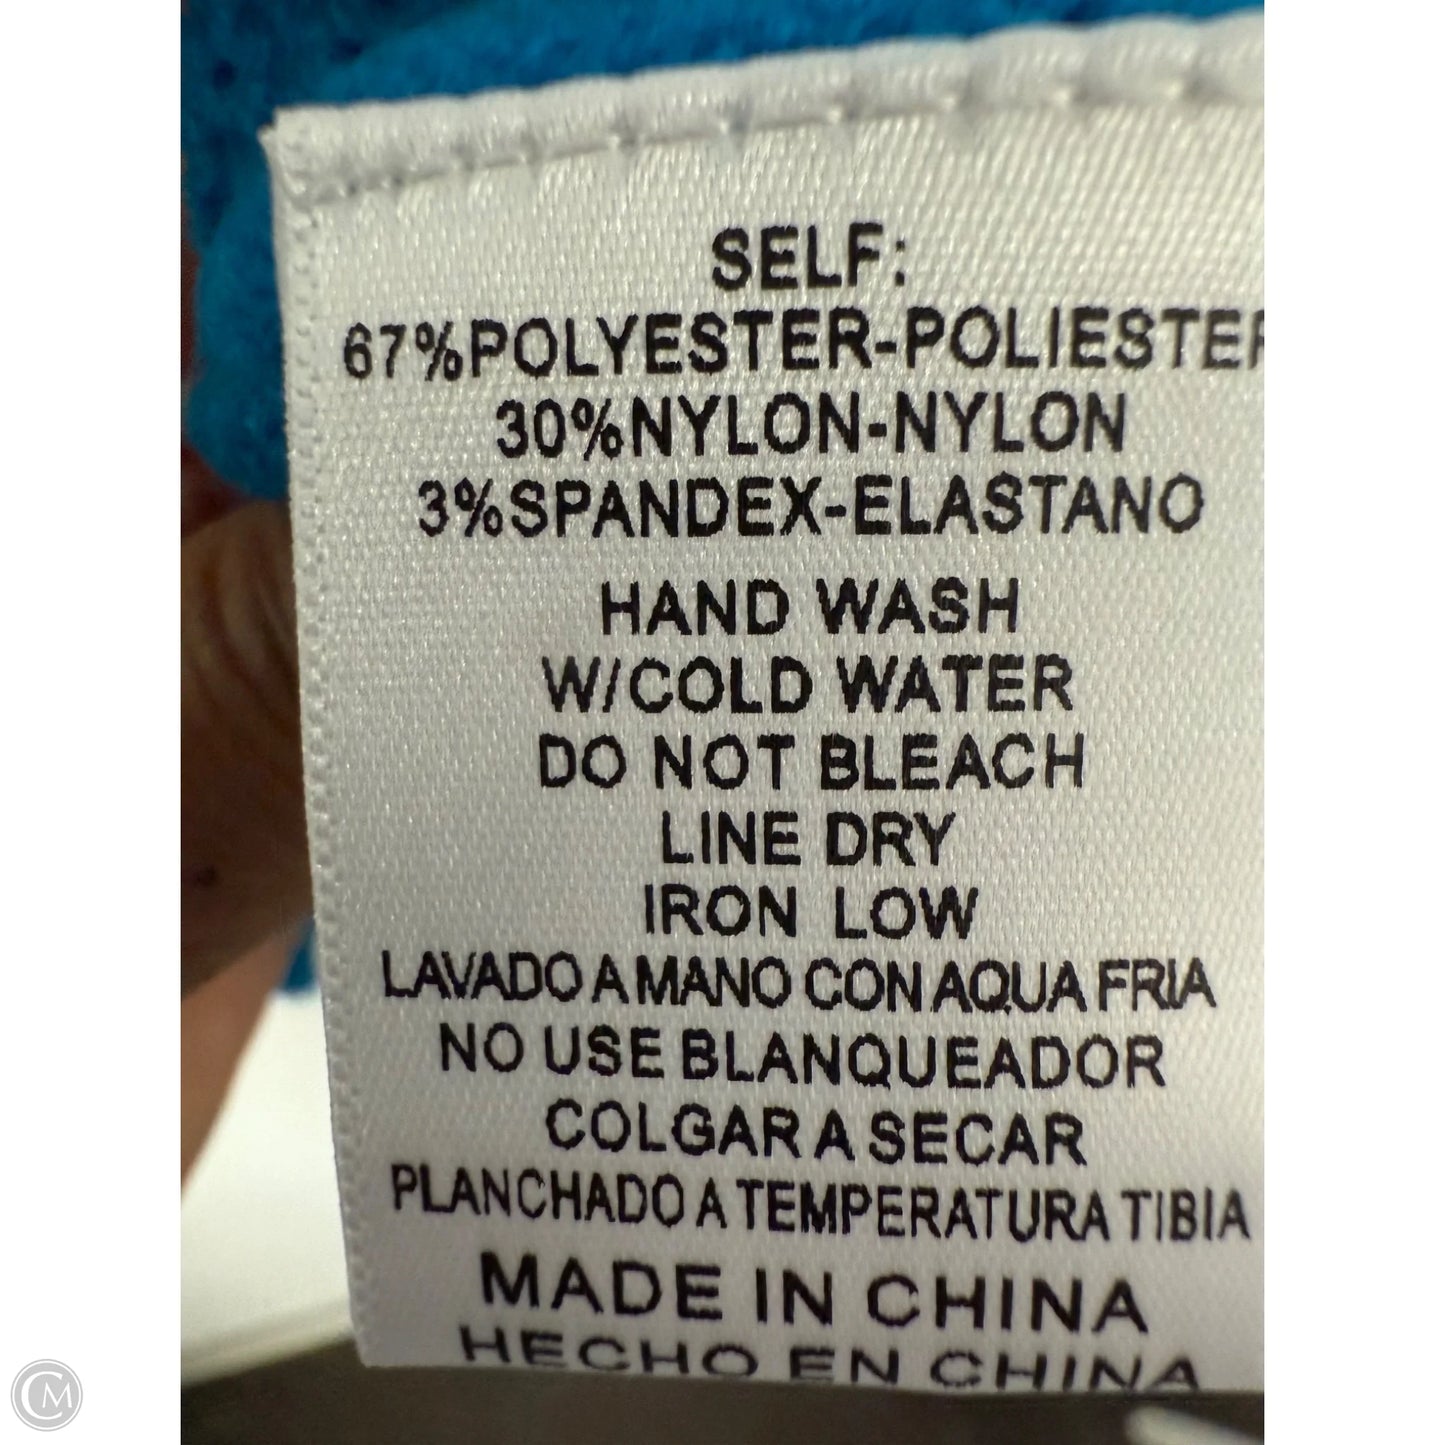 SELF:
67%POLYESTER-POLIESTER
30%NYLON-NYLON
3%SPANDEX-ELASTANO
HAND WASH
W/COLD WATER
DO NOT BLEACH
LINE DRY
IRON LOW
LAVADO A MANO CON AQUA FRIA
NO USE BLANQUEADOR
COLGAR A SECAR
PLANCHADO A TEMPERATURA TIBIA
MADE IN CHINA
HECHO EN CHINA
CM